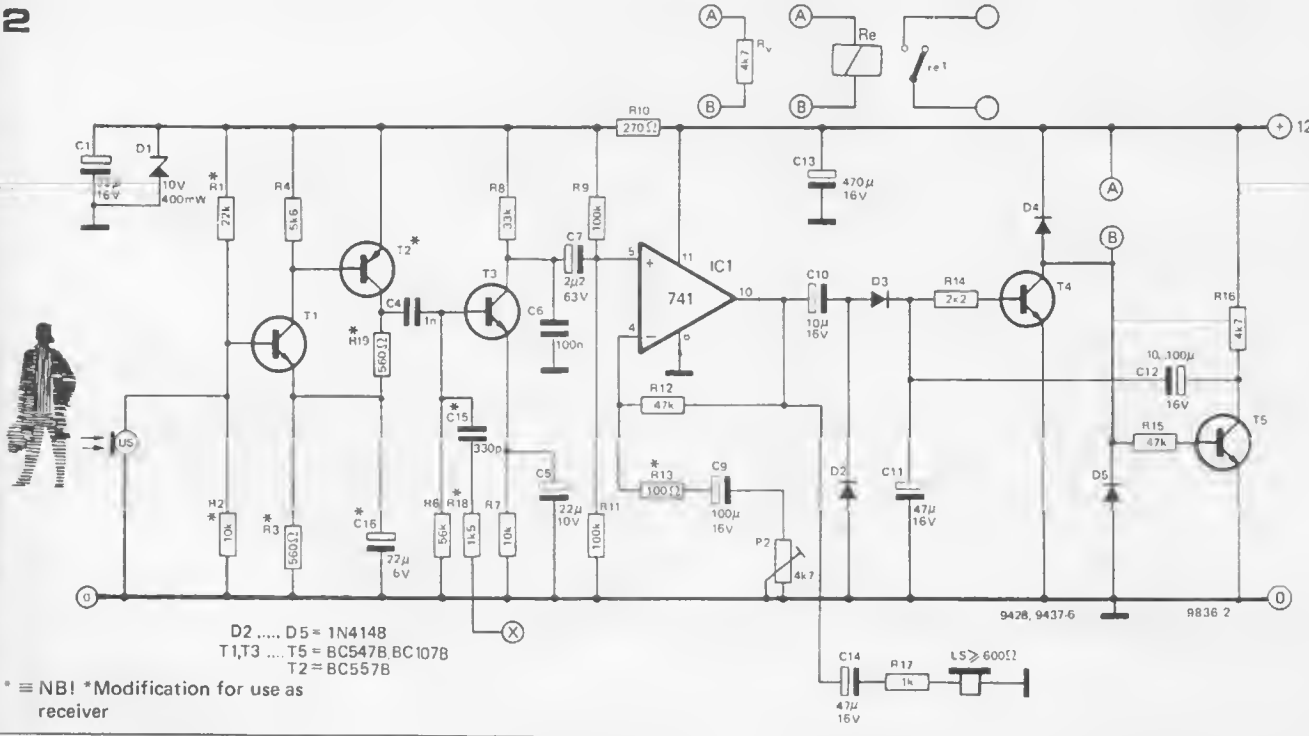 2
A
A
R_v
4k7
Re
re1
B
B
R10
270Ω
+ 12
C1
16V
D1
10V
400mW
*
R1
22k
R4
5k6
T2*
R8
33k
R9
100k
C7
2µ2
63V
C13
470µ
16V
D4
A
B
T1
C4
1n
*
R19
560Ω
T3
C6
100n
5
+
11
IC1
741
10
4
−
6
C10
10µ
16V
D3
R14
2k2
T4
R16
4k7
10...100µ
C12
16V
R12
47k
US
*
C15
330p
*
R13
100Ω
C9
100µ
16V
D2
C11
47µ
16V
D5
R15
47k
T5
R2
*
10k
*
R3
560Ω
*
C16
22µ
6V
R6
56k
*
R18
1k5
R7
10k
C5
22µ
10V
R11
100k
P2
4k7
0
0
9428, 9437-6
9836 2
X
D2 ..... D5 = 1N4148
T1,T3 .... T5 = BC547B, BC107B
T2 = BC557B
* ≡ NB! *Modification for use as
receiver
C14
47µ
16V
R17
1k
LS ≥ 600Ω